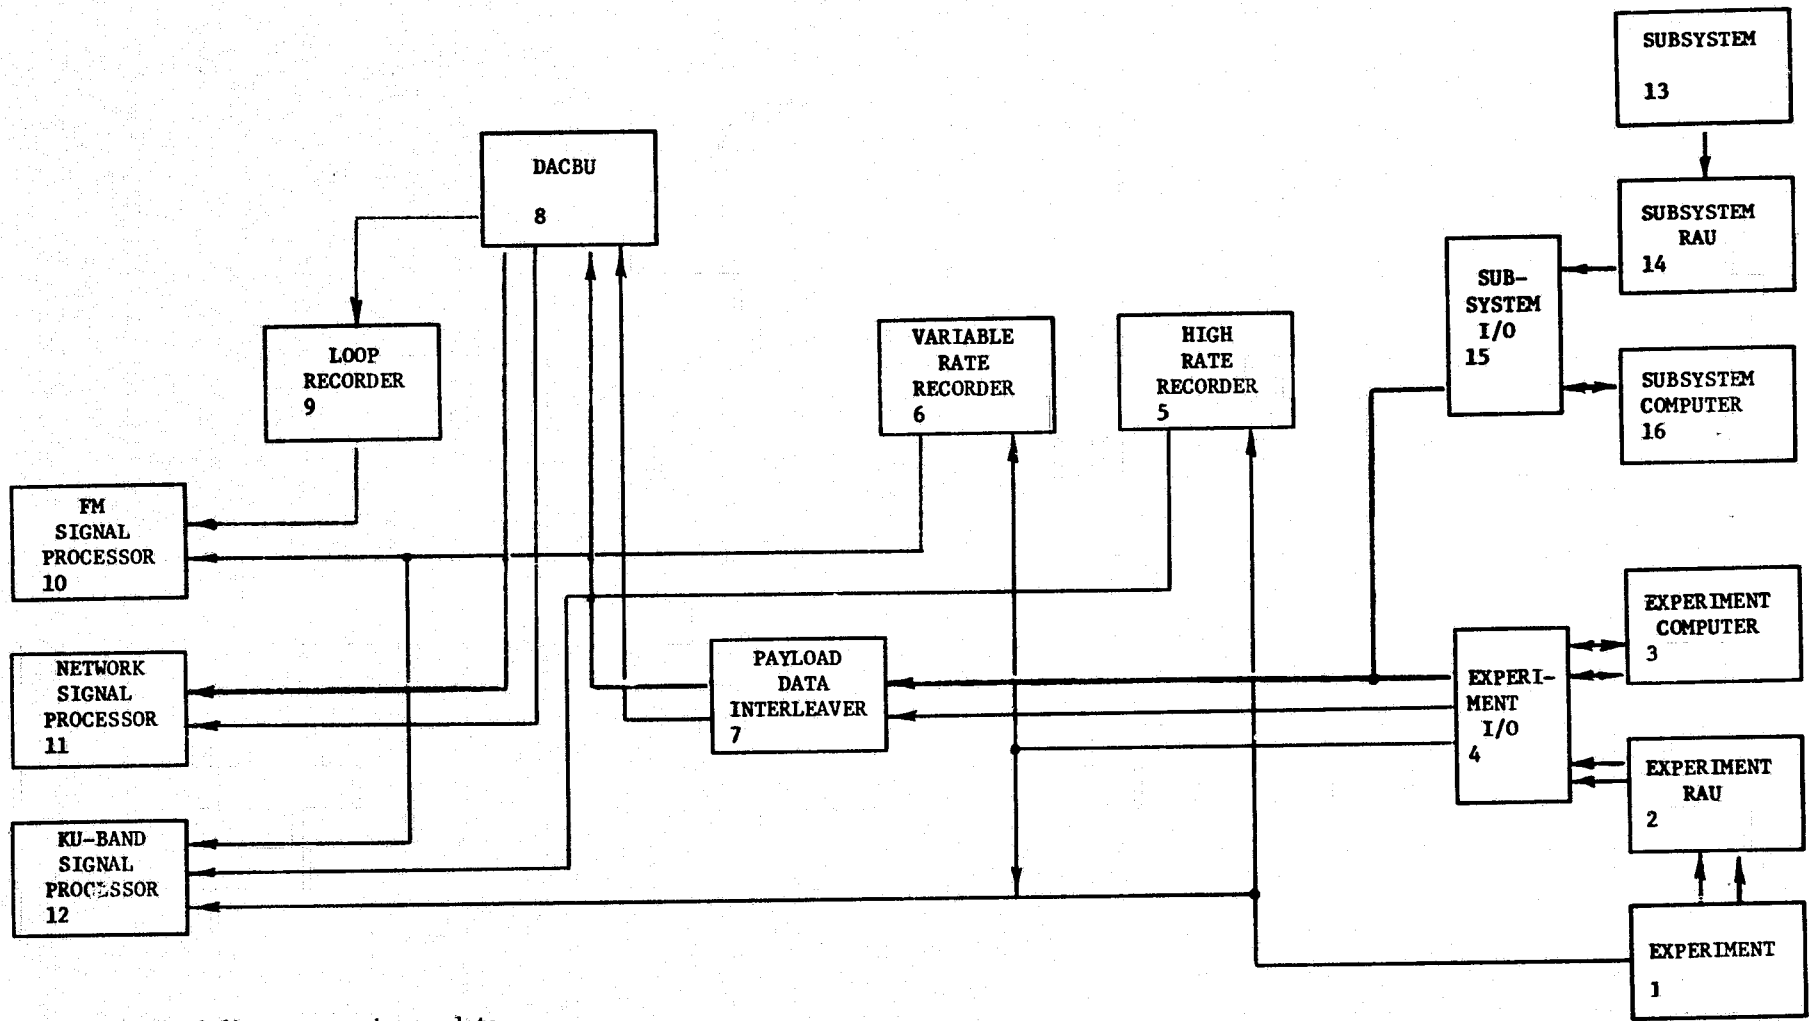 SUBSYSTEM
13
DACBU
8
SUBSYSTEM
RAU
14
SUB-
SYSTEM
I/O
15
LOOP
RECORDER
9
VARIABLE
RATE
RECORDER
6
HIGH
RATE
RECORDER
5
SUBSYSTEM
COMPUTER
16
FM
SIGNAL
PROCESSOR
10
NETWORK
SIGNAL
PROCESSOR
11
PAYLOAD
DATA
INTERLEAVER
7
EXPERI-
MENT
I/O
4
EXPERIMENT
COMPUTER
3
EXPERIMENT
RAU
2
KU-BAND
SIGNAL
PROCESSOR
12
EXPERIMENT
1